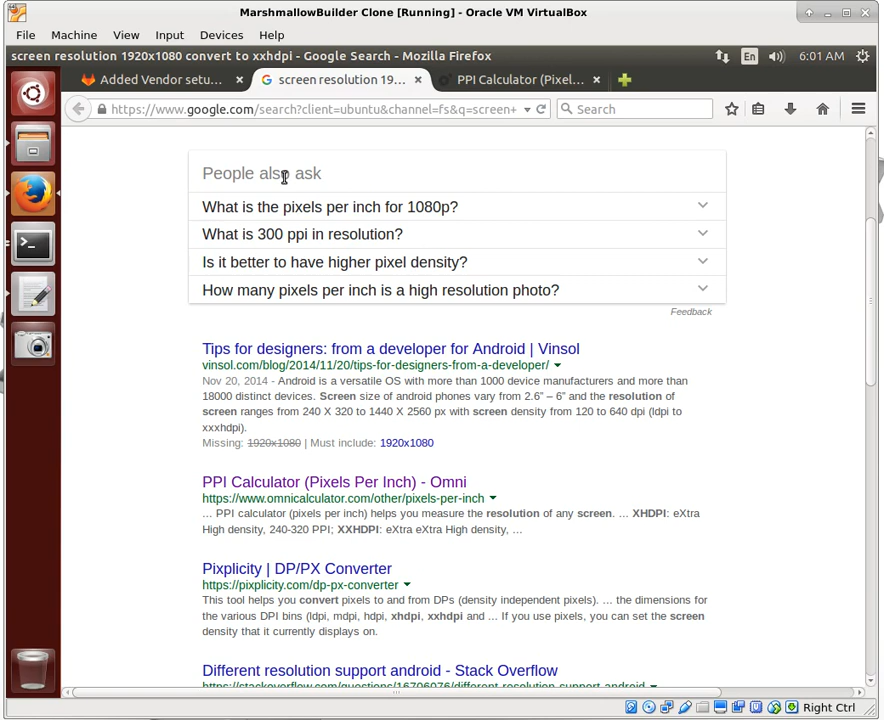 MarshmallowBuilder Clone [Running] - Oracle VM VirtualBox
File Machine View Input Devices Help
screen resolution 1920x1080 convert to xxhdpi - Google Search - Mozilla Firefox En 6:01 AM
Added Vendor setu... screen resolution 19... PPI Calculator (Pixel...
https://www.google.com/search?client=ubuntu&channel=fs&q=screen+ Search
People also ask
What is the pixels per inch for 1080p?
What is 300 ppi in resolution?
Is it better to have higher pixel density?
How many pixels per inch is a high resolution photo?
Feedback
Tips for designers: from a developer for Android | Vinsol
vinsol.com/blog/2014/11/20/tips-for-designers-from-a-developer/
Nov 20, 2014 - Android is a versatile OS with more than 1000 device manufacturers and more than
18000 distinct devices. Screen size of android phones vary from 2.6” – 6” and the resolution of
screen ranges from 240 X 320 to 1440 X 2560 px with screen density from 120 to 640 dpi (ldpi to
xxxhdpi).
Missing: 1920x1080 | Must include: 1920x1080
PPI Calculator (Pixels Per Inch) - Omni
https://www.omnicalculator.com/other/pixels-per-inch
... PPI calculator (pixels per inch) helps you measure the resolution of any screen. ... XHDPI: eXtra
High density, 240-320 PPI; XXHDPI: eXtra eXtra High density, ...
Pixplicity | DP/PX Converter
https://pixplicity.com/dp-px-converter
This tool helps you convert pixels to and from DPs (density independent pixels). ... the dimensions for
the various DPI bins (ldpi, mdpi, hdpi, xhdpi, xxhdpi and ... If you use pixels, you can set the screen
density that it currently displays on.
Different resolution support android - Stack Overflow
https://stackoverflow.com/questions/16706076/different-resolution-support-android
Right Ctrl